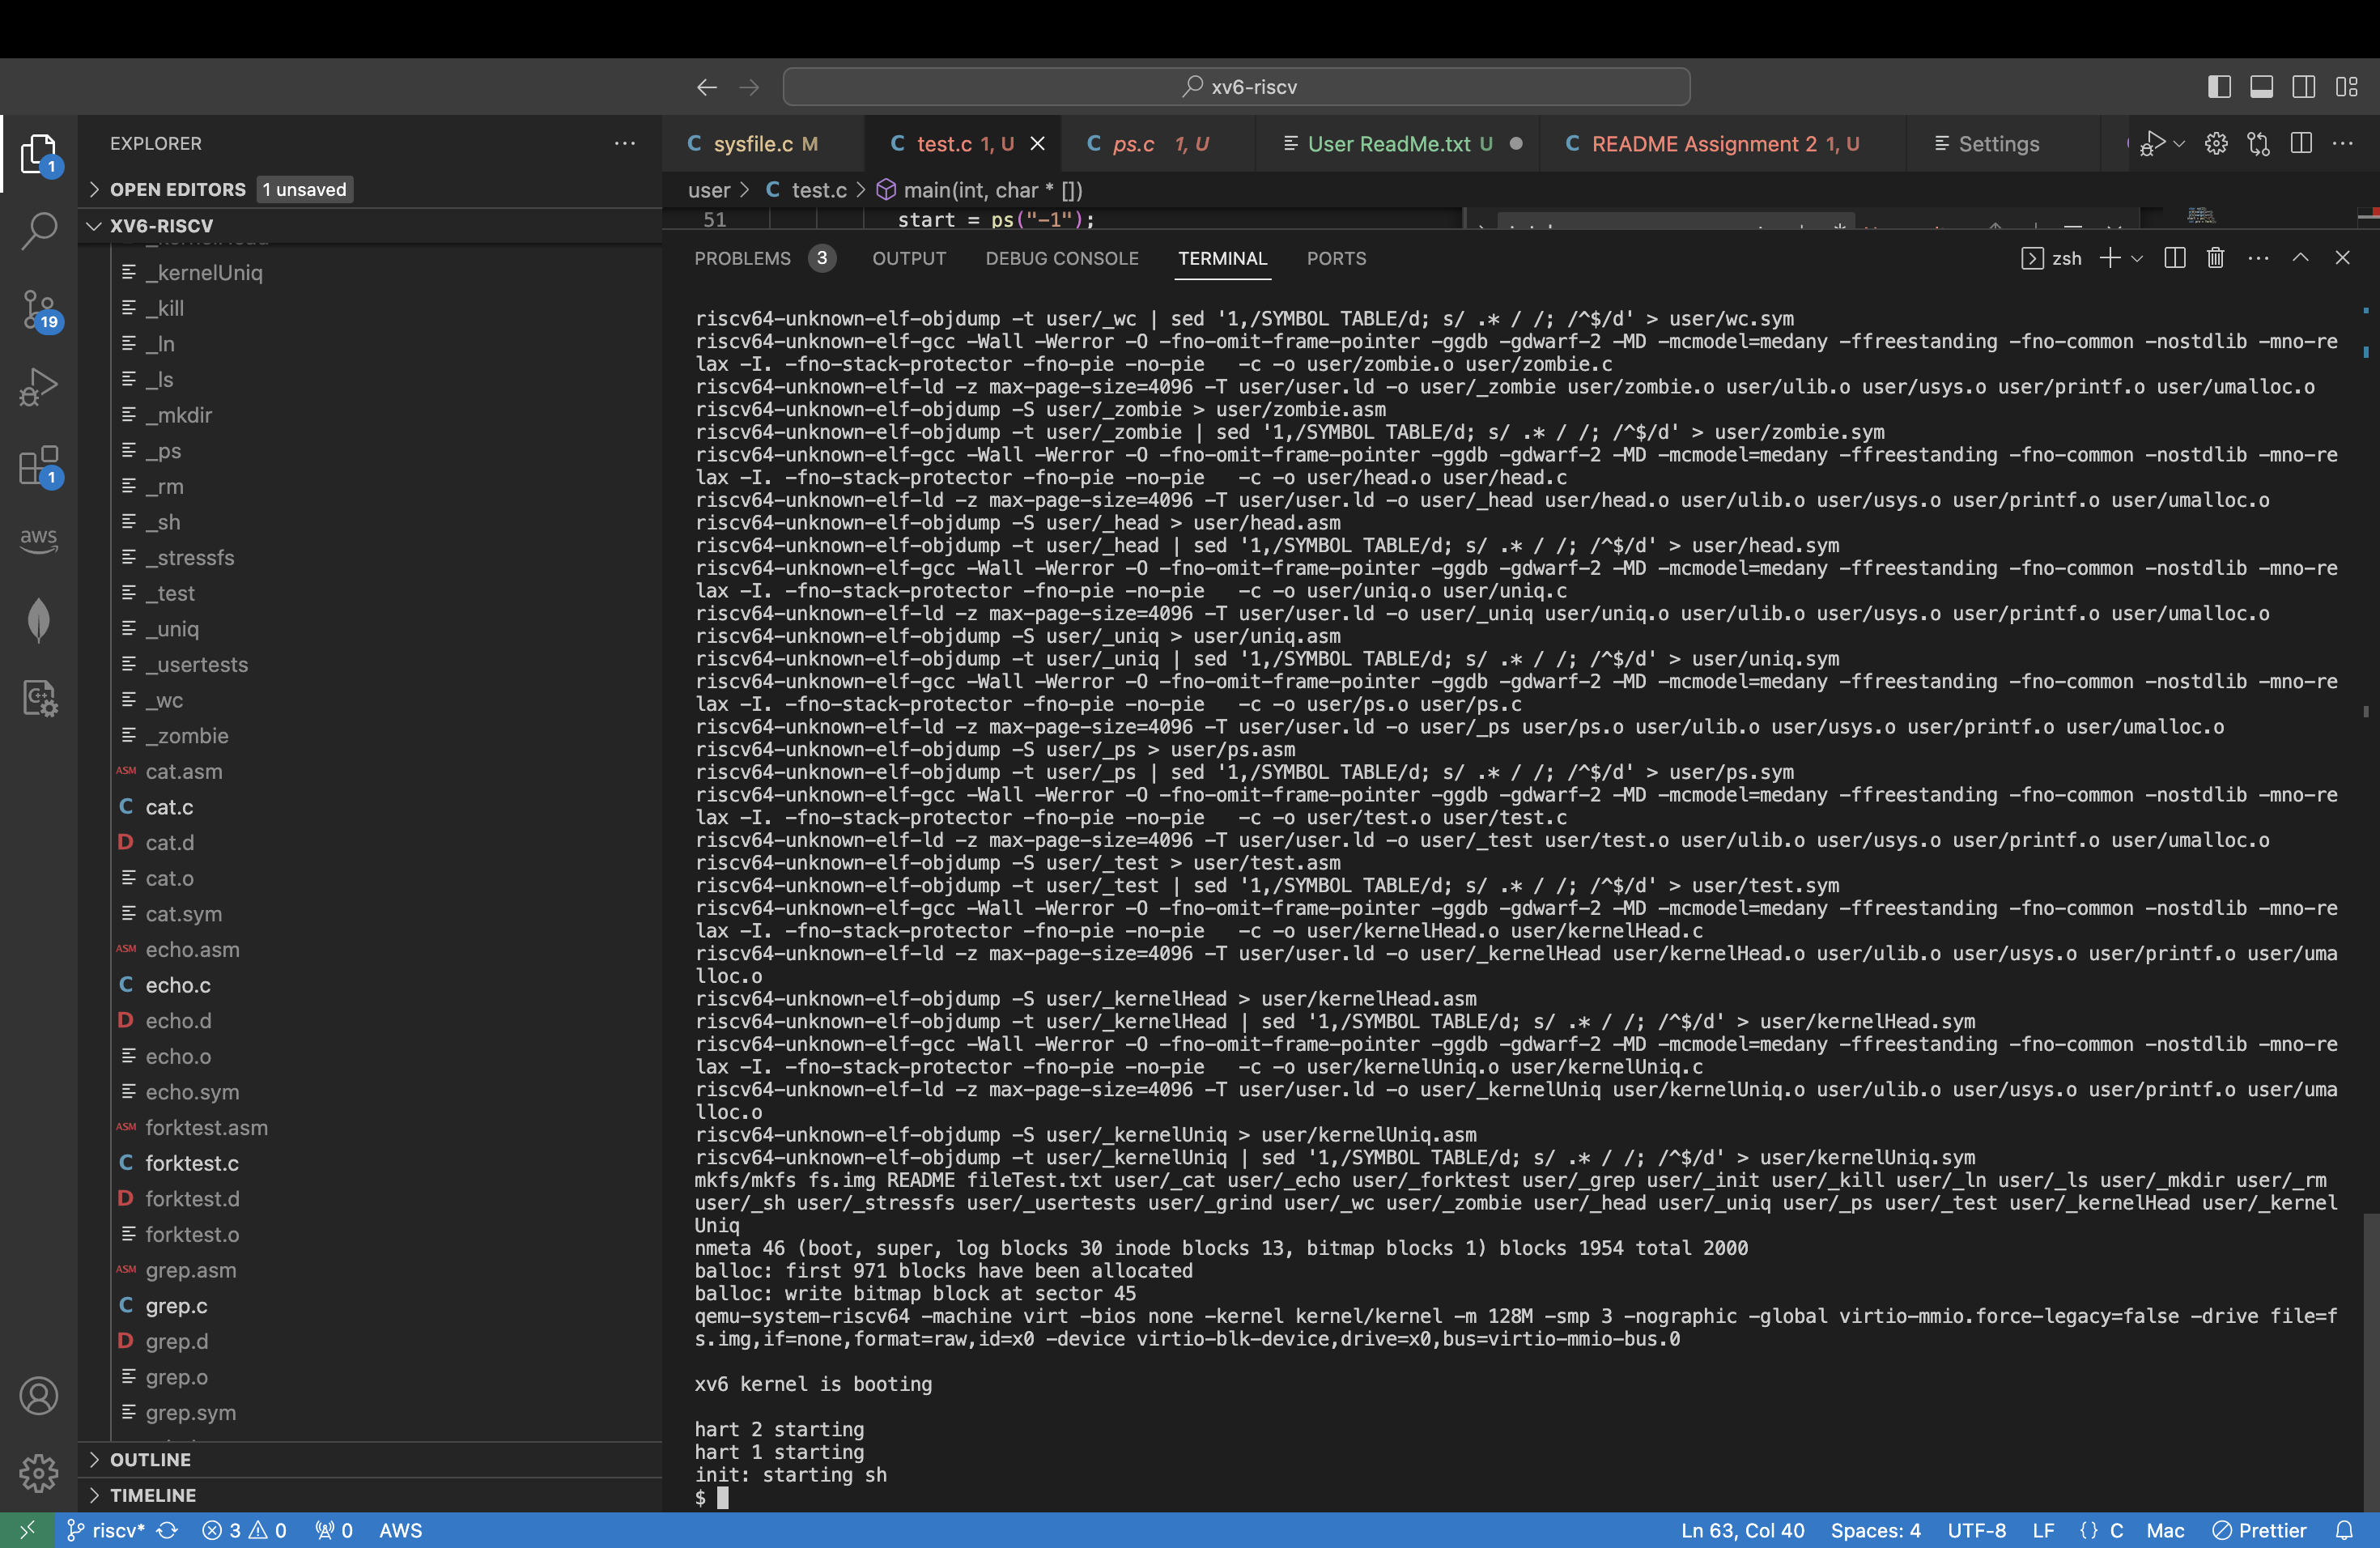 xv6-riscv
EXPLORER
OPEN EDITORS 1 unsaved
XV6-RISCV
_kernelUniq
_kill
_ln
_ls
_mkdir
_ps
_rm
_sh
_stressfs
_test
_uniq
_usertests
_wc
_zombie
ASM cat.asm
C cat.c
D cat.d
cat.o
cat.sym
ASM echo.asm
C echo.c
D echo.d
echo.o
echo.sym
ASM forktest.asm
C forktest.c
D forktest.d
forktest.o
ASM grep.asm
C grep.c
D grep.d
grep.o
grep.sym
OUTLINE
TIMELINE
1
19
1
aws
C sysfile.c M
C test.c 1, U
C ps.c 1, U
User ReadMe.txt U
C README Assignment 2 1, U
Settings
user > C test.c > main(int, char * [])
51 start = ps("-1");
PROBLEMS 3 OUTPUT DEBUG CONSOLE TERMINAL PORTS
zsh
riscv64-unknown-elf-objdump -t user/_wc | sed '1,/SYMBOL TABLE/d; s/ .* / /; /^$/d' > user/wc.sym
riscv64-unknown-elf-gcc -Wall -Werror -O -fno-omit-frame-pointer -ggdb -gdwarf-2 -MD -mcmodel=medany -ffreestanding -fno-common -nostdlib -mno-re
lax -I. -fno-stack-protector -fno-pie -no-pie   -c -o user/zombie.o user/zombie.c
riscv64-unknown-elf-ld -z max-page-size=4096 -T user/user.ld -o user/_zombie user/zombie.o user/ulib.o user/usys.o user/printf.o user/umalloc.o
riscv64-unknown-elf-objdump -S user/_zombie > user/zombie.asm
riscv64-unknown-elf-objdump -t user/_zombie | sed '1,/SYMBOL TABLE/d; s/ .* / /; /^$/d' > user/zombie.sym
riscv64-unknown-elf-gcc -Wall -Werror -O -fno-omit-frame-pointer -ggdb -gdwarf-2 -MD -mcmodel=medany -ffreestanding -fno-common -nostdlib -mno-re
lax -I. -fno-stack-protector -fno-pie -no-pie   -c -o user/head.o user/head.c
riscv64-unknown-elf-ld -z max-page-size=4096 -T user/user.ld -o user/_head user/head.o user/ulib.o user/usys.o user/printf.o user/umalloc.o
riscv64-unknown-elf-objdump -S user/_head > user/head.asm
riscv64-unknown-elf-objdump -t user/_head | sed '1,/SYMBOL TABLE/d; s/ .* / /; /^$/d' > user/head.sym
riscv64-unknown-elf-gcc -Wall -Werror -O -fno-omit-frame-pointer -ggdb -gdwarf-2 -MD -mcmodel=medany -ffreestanding -fno-common -nostdlib -mno-re
lax -I. -fno-stack-protector -fno-pie -no-pie   -c -o user/uniq.o user/uniq.c
riscv64-unknown-elf-ld -z max-page-size=4096 -T user/user.ld -o user/_uniq user/uniq.o user/ulib.o user/usys.o user/printf.o user/umalloc.o
riscv64-unknown-elf-objdump -S user/_uniq > user/uniq.asm
riscv64-unknown-elf-objdump -t user/_uniq | sed '1,/SYMBOL TABLE/d; s/ .* / /; /^$/d' > user/uniq.sym
riscv64-unknown-elf-gcc -Wall -Werror -O -fno-omit-frame-pointer -ggdb -gdwarf-2 -MD -mcmodel=medany -ffreestanding -fno-common -nostdlib -mno-re
lax -I. -fno-stack-protector -fno-pie -no-pie   -c -o user/ps.o user/ps.c
riscv64-unknown-elf-ld -z max-page-size=4096 -T user/user.ld -o user/_ps user/ps.o user/ulib.o user/usys.o user/printf.o user/umalloc.o
riscv64-unknown-elf-objdump -S user/_ps > user/ps.asm
riscv64-unknown-elf-objdump -t user/_ps | sed '1,/SYMBOL TABLE/d; s/ .* / /; /^$/d' > user/ps.sym
riscv64-unknown-elf-gcc -Wall -Werror -O -fno-omit-frame-pointer -ggdb -gdwarf-2 -MD -mcmodel=medany -ffreestanding -fno-common -nostdlib -mno-re
lax -I. -fno-stack-protector -fno-pie -no-pie   -c -o user/test.o user/test.c
riscv64-unknown-elf-ld -z max-page-size=4096 -T user/user.ld -o user/_test user/test.o user/ulib.o user/usys.o user/printf.o user/umalloc.o
riscv64-unknown-elf-objdump -S user/_test > user/test.asm
riscv64-unknown-elf-objdump -t user/_test | sed '1,/SYMBOL TABLE/d; s/ .* / /; /^$/d' > user/test.sym
riscv64-unknown-elf-gcc -Wall -Werror -O -fno-omit-frame-pointer -ggdb -gdwarf-2 -MD -mcmodel=medany -ffreestanding -fno-common -nostdlib -mno-re
lax -I. -fno-stack-protector -fno-pie -no-pie   -c -o user/kernelHead.o user/kernelHead.c
riscv64-unknown-elf-ld -z max-page-size=4096 -T user/user.ld -o user/_kernelHead user/kernelHead.o user/ulib.o user/usys.o user/printf.o user/uma
lloc.o
riscv64-unknown-elf-objdump -S user/_kernelHead > user/kernelHead.asm
riscv64-unknown-elf-objdump -t user/_kernelHead | sed '1,/SYMBOL TABLE/d; s/ .* / /; /^$/d' > user/kernelHead.sym
riscv64-unknown-elf-gcc -Wall -Werror -O -fno-omit-frame-pointer -ggdb -gdwarf-2 -MD -mcmodel=medany -ffreestanding -fno-common -nostdlib -mno-re
lax -I. -fno-stack-protector -fno-pie -no-pie   -c -o user/kernelUniq.o user/kernelUniq.c
riscv64-unknown-elf-ld -z max-page-size=4096 -T user/user.ld -o user/_kernelUniq user/kernelUniq.o user/ulib.o user/usys.o user/printf.o user/uma
lloc.o
riscv64-unknown-elf-objdump -S user/_kernelUniq > user/kernelUniq.asm
riscv64-unknown-elf-objdump -t user/_kernelUniq | sed '1,/SYMBOL TABLE/d; s/ .* / /; /^$/d' > user/kernelUniq.sym
mkfs/mkfs fs.img README fileTest.txt user/_cat user/_echo user/_forktest user/_grep user/_init user/_kill user/_ln user/_ls user/_mkdir user/_rm
user/_sh user/_stressfs user/_usertests user/_grind user/_wc user/_zombie user/_head user/_uniq user/_ps user/_test user/_kernelHead user/_kernel
Uniq
nmeta 46 (boot, super, log blocks 30 inode blocks 13, bitmap blocks 1) blocks 1954 total 2000
balloc: first 971 blocks have been allocated
balloc: write bitmap block at sector 45
qemu-system-riscv64 -machine virt -bios none -kernel kernel/kernel -m 128M -smp 3 -nographic -global virtio-mmio.force-legacy=false -drive file=f
s.img,if=none,format=raw,id=x0 -device virtio-blk-device,drive=x0,bus=virtio-mmio-bus.0
xv6 kernel is booting
hart 2 starting
hart 1 starting
init: starting sh
$
riscv* 3 0 0 AWS
Ln 63, Col 40 Spaces: 4 UTF-8 LF {} C Mac Prettier